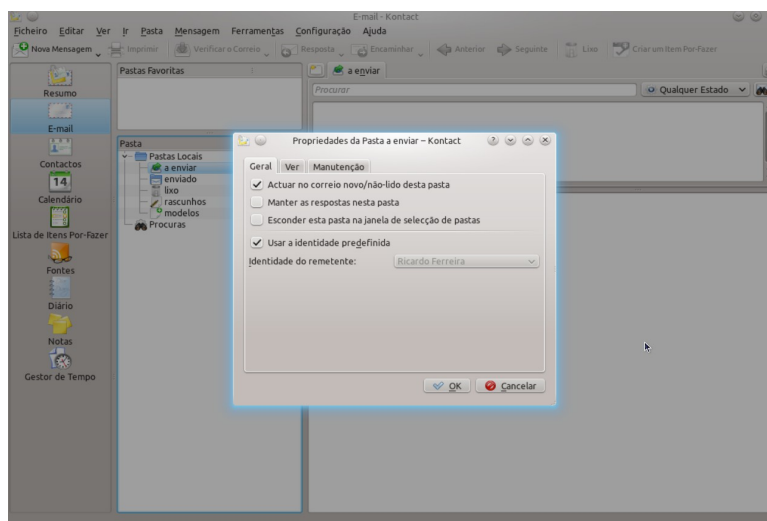 E-mail - Kontact
Ficheiro Editar Ver Ir Pasta Mensagem Ferramentas Configuração Ajuda
Nova Mensagem Imprimir Verificar o Correio Resposta Encaminhar Anterior Seguinte Lixo Criar um Item Por-Fazer
Resumo
E-mail
Contactos
14
Calendário
Lista de Itens Por-Fazer
Fontes
Diário
Notas
Gestor de Tempo
Pastas Favoritas
Pasta
Pastas Locais
a enviar
enviado
lixo
rascunhos
modelos
Procuras
a enviar
Procurar
Qualquer Estado
Propriedades da Pasta a enviar – Kontact
Geral Ver Manutenção
Actuar no correio novo/não-lido desta pasta
Manter as respostas nesta pasta
Esconder esta pasta na janela de selecção de pastas
Usar a identidade predefinida
Identidade do remetente: Ricardo Ferreira
OK Cancelar